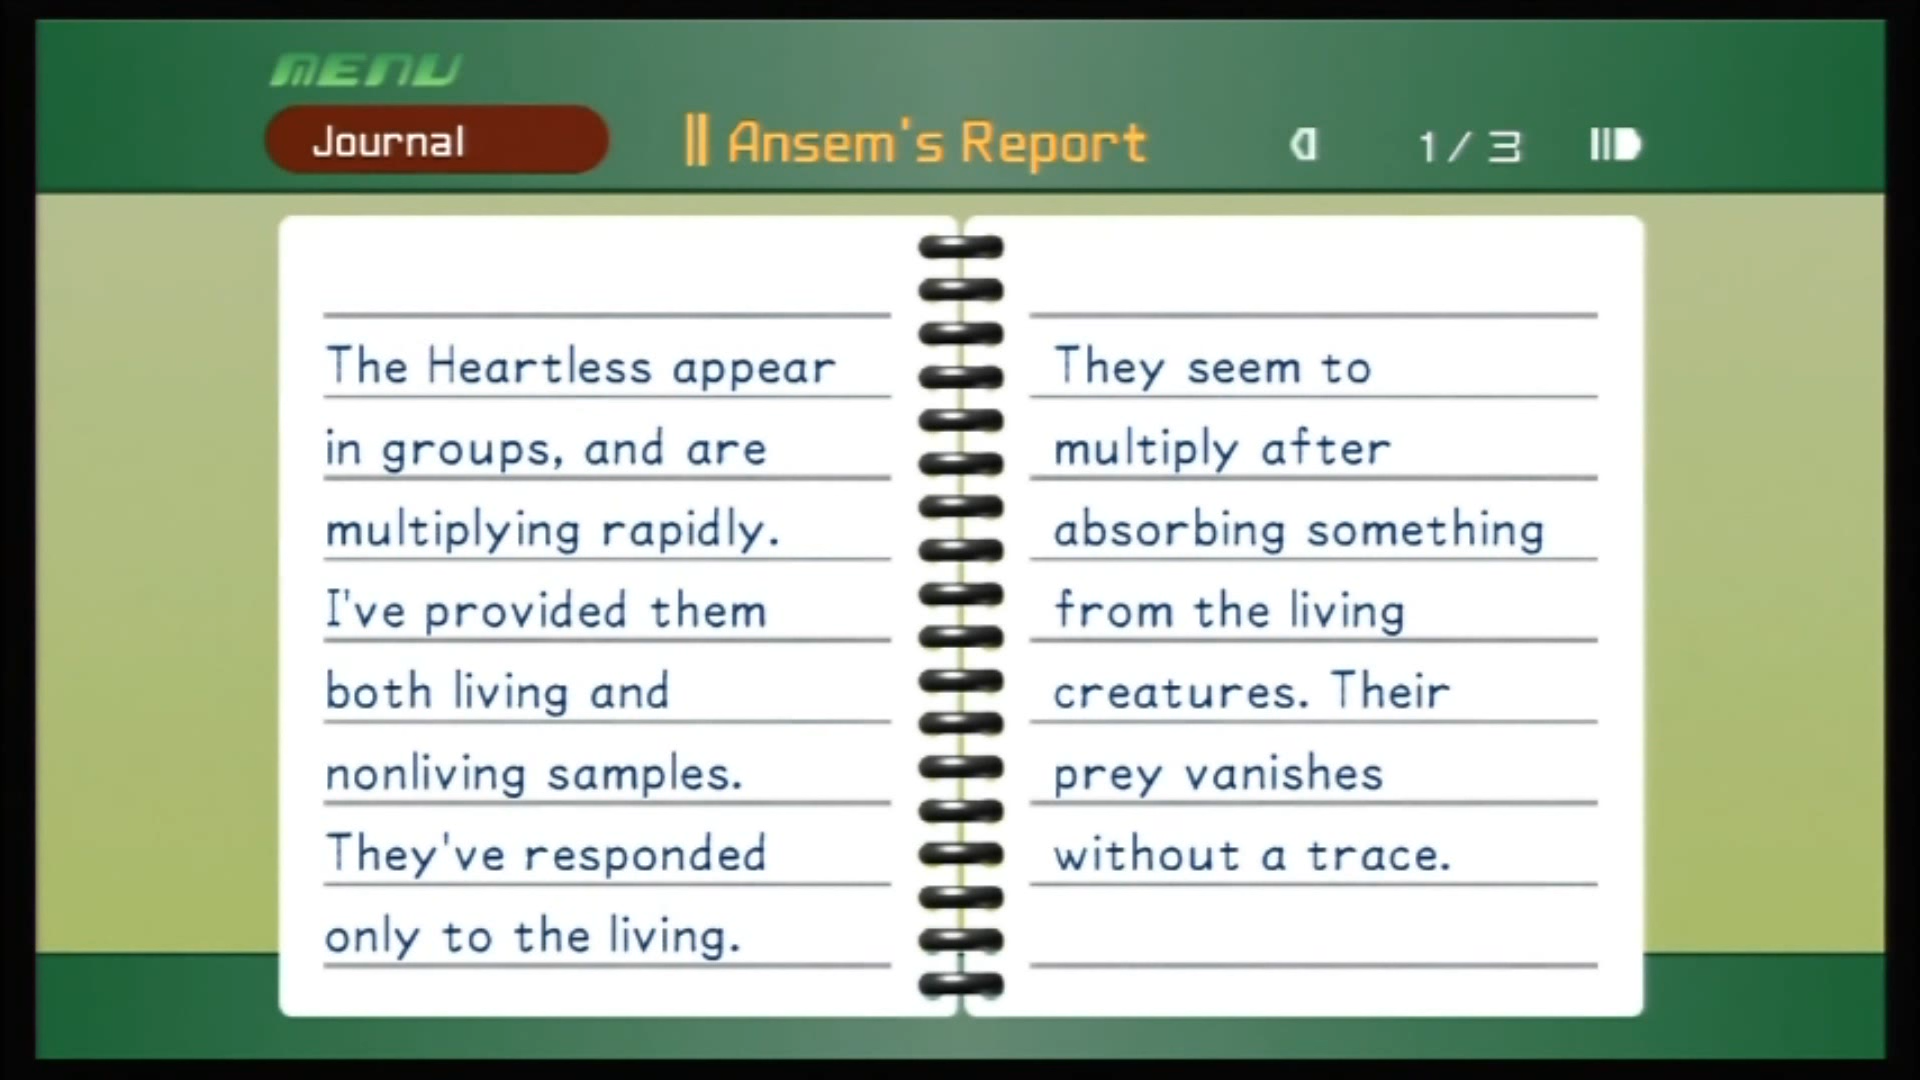 MENU
Journal
Ansem's Report
1/3
The Heartless appear
in groups, and are
multiplying rapidly.
I've provided them
both living and
nonliving samples.
They've responded
only to the living.
They seem to
multiply after
absorbing something
from the living
creatures. Their
prey vanishes
without a trace.